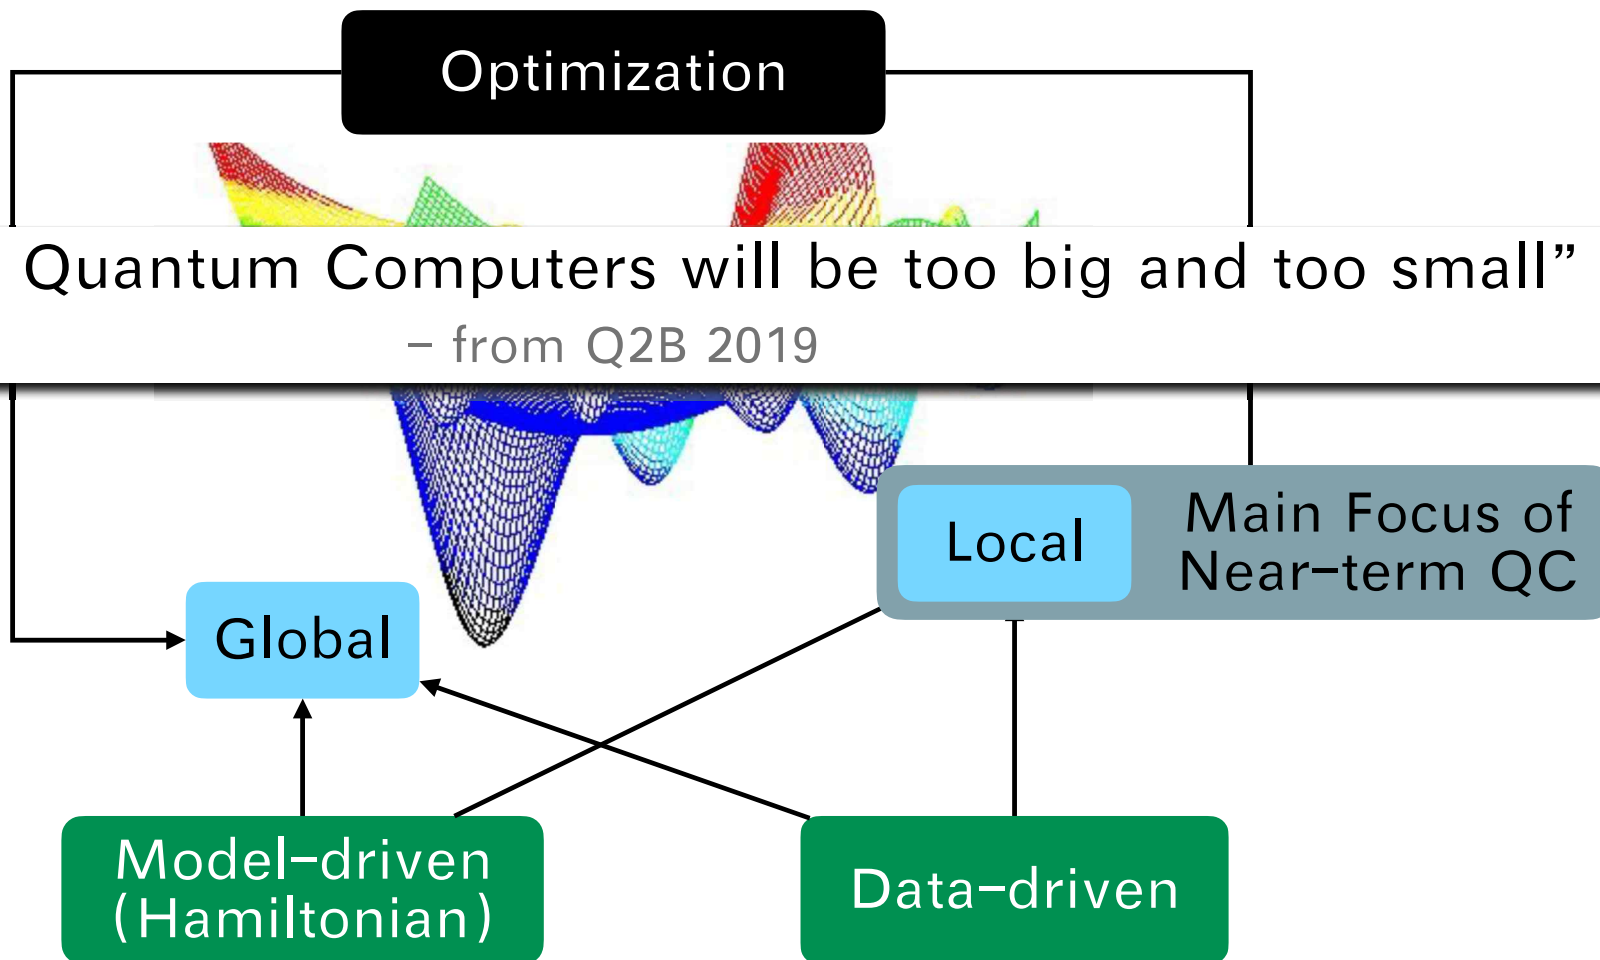 Optimization
Quantum Computers will be too big and too small”
– from Q2B 2019
Local
Main Focus of
Near-term QC
Global
Model-driven
(Hamiltonian)
Data-driven